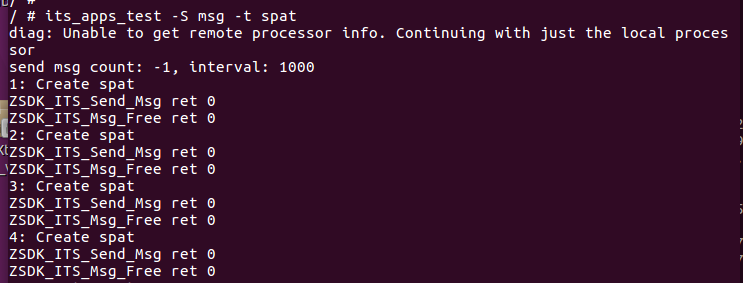 / #
/ # its_apps_test -S msg -t spat
diag: Unable to get remote processor info. Continuing with just the local proces
sor
send msg count: -1, interval: 1000
1: Create spat
ZSDK_ITS_Send_Msg ret 0
ZSDK_ITS_Msg_Free ret 0
2: Create spat
ZSDK_ITS_Send_Msg ret 0
ZSDK_ITS_Msg_Free ret 0
3: Create spat
ZSDK_ITS_Send_Msg ret 0
ZSDK_ITS_Msg_Free ret 0
4: Create spat
ZSDK_ITS_Send_Msg ret 0
ZSDK_ITS_Msg_Free ret 0